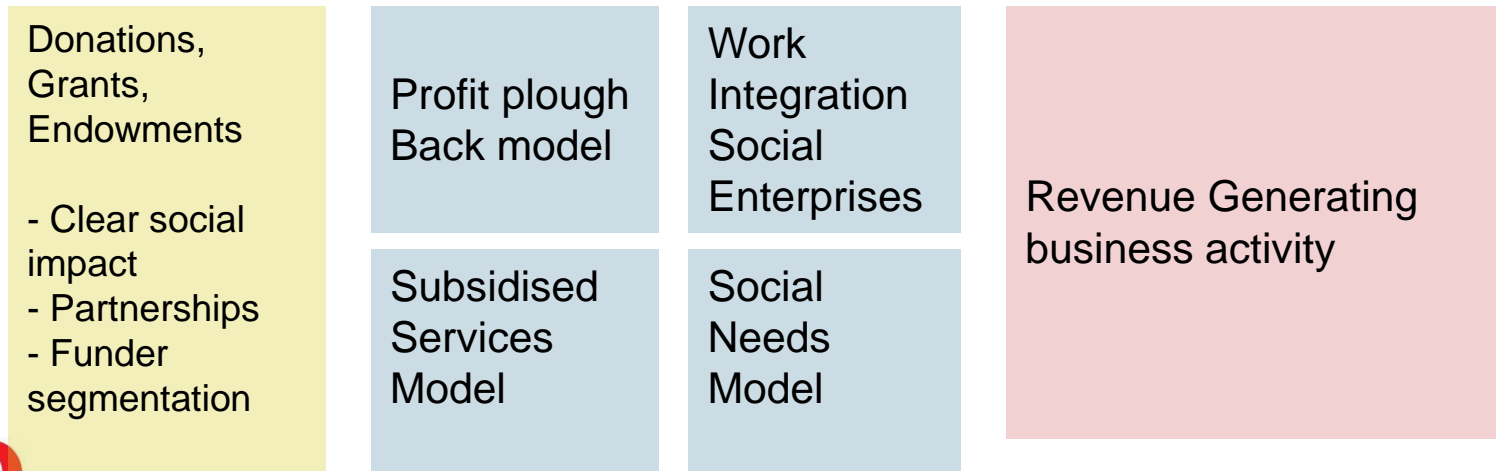 Donations,
Grants,
Endowments
- Clear social
impact
- Partnerships
- Funder
segmentation
Profit plough
Back model
Work
Integration
Social
Enterprises
Subsidised
Services
Model
Social
Needs
Model
Revenue Generating
business activity